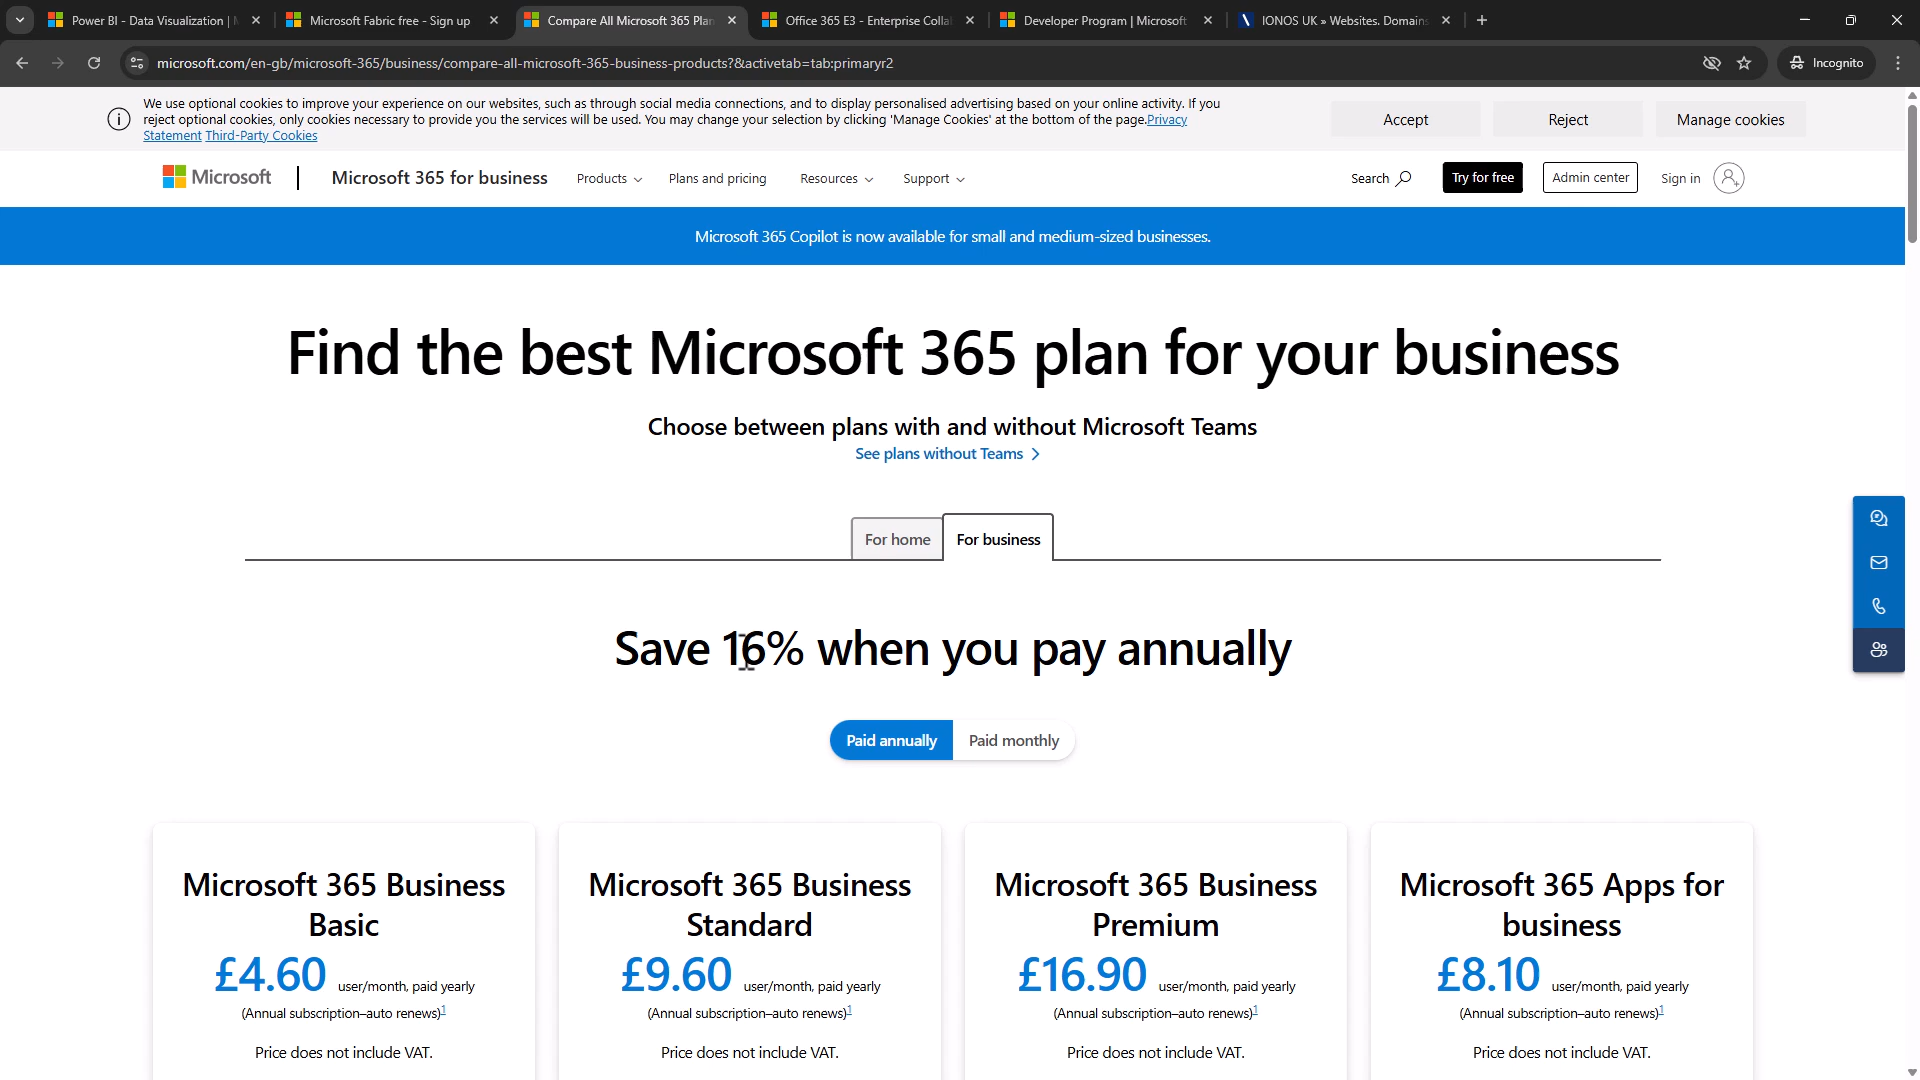 Power BI - Data Visualization |
Microsoft Fabric free - Sign up
Compare All Microsoft 365 Plan
Office 365 E3 - Enterprise Colla
Developer Program | Microsoft
IONOS UK » Websites. Domains
microsoft.com/en-gb/microsoft-365/business/compare-all-microsoft-365-business-products?&activetab=tab:primaryr2
Incognito
We use optional cookies to improve your experience on our websites, such as through social media connections, and to display personalised advertising based on your online activity. If you
reject optional cookies, only cookies necessary to provide you the services will be used. You may change your selection by clicking 'Manage Cookies' at the bottom of the page.Privacy
Statement Third-Party Cookies
Accept
Reject
Manage cookies
Microsoft
Microsoft 365 for business
Products
Plans and pricing
Resources
Support
Search
Try for free
Admin center
Sign in
Microsoft 365 Copilot is now available for small and medium-sized businesses.
Find the best Microsoft 365 plan for your business
Choose between plans with and without Microsoft Teams
See plans without Teams
For home
For business
Save 16% when you pay annually
Paid annually
Paid monthly
Microsoft 365 Business
Basic
£4.60 user/month, paid yearly
(Annual subscription–auto renews)1
Price does not include VAT.
Microsoft 365 Business
Standard
£9.60 user/month, paid yearly
(Annual subscription–auto renews)1
Price does not include VAT.
Microsoft 365 Business
Premium
£16.90 user/month, paid yearly
(Annual subscription–auto renews)1
Price does not include VAT.
Microsoft 365 Apps for
business
£8.10 user/month, paid yearly
(Annual subscription–auto renews)1
Price does not include VAT.